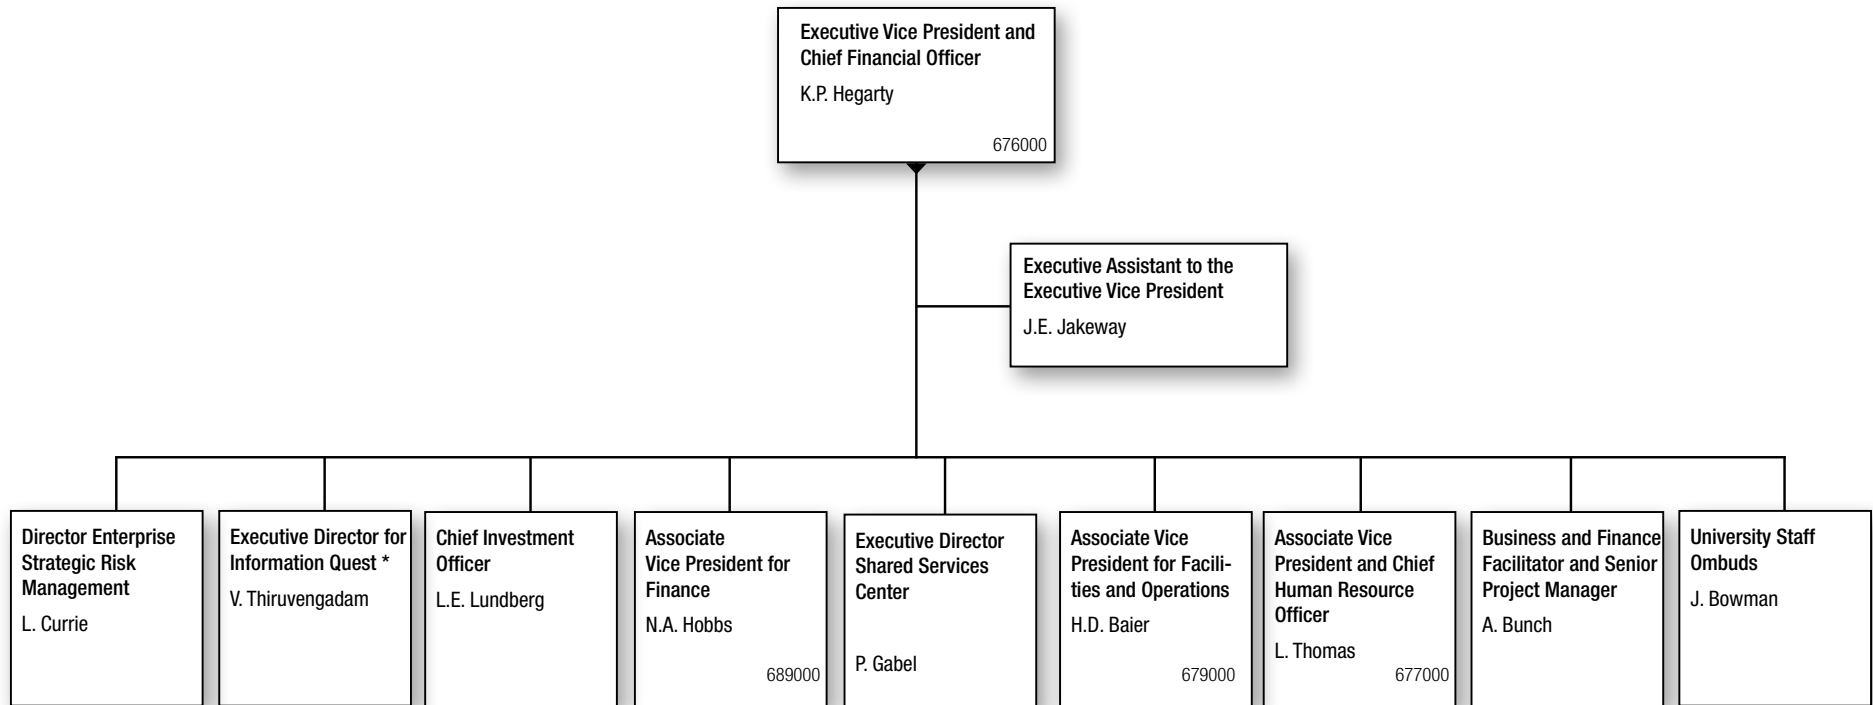 Executive Vice President and
Chief Financial Officer
K.P. Hegarty
676000
Executive Assistant to the
Executive Vice President
J.E. Jakeway
Director Enterprise
Strategic Risk
Management
L. Currie
Executive Director for
Information Quest *
V. Thiruvengadam
Chief Investment
Officer
L.E. Lundberg
Associate
Vice President for
Finance
N.A. Hobbs
689000
Executive Director
Shared Services
Center
P. Gabel
Associate Vice
President for Facili-
ties and Operations
H.D. Baier
679000
Associate Vice
President and Chief
Human Resource
Officer
L. Thomas
677000
Business and Finance
Facilitator and Senior
Project Manager
A. Bunch
University Staff
Ombuds
J. Bowman